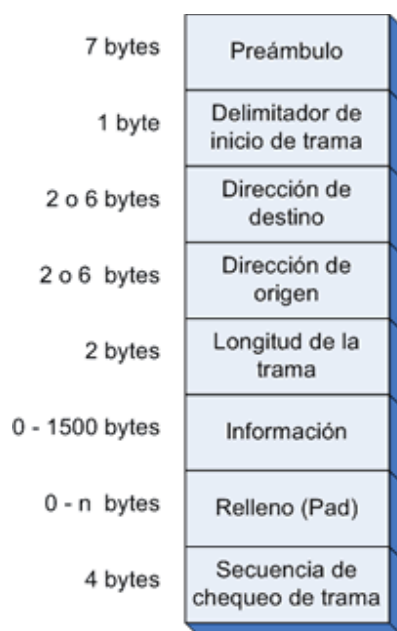 7 bytes
Preámbulo
1 byte
Delimitador de
inicio de trama
2 o 6 bytes
Dirección de
destino
2 o 6 bytes
Dirección de
origen
2 bytes
Longitud de la
trama
0 - 1500 bytes
Información
0 - n bytes
Relleno (Pad)
4 bytes
Secuencia de
chequeo de trama